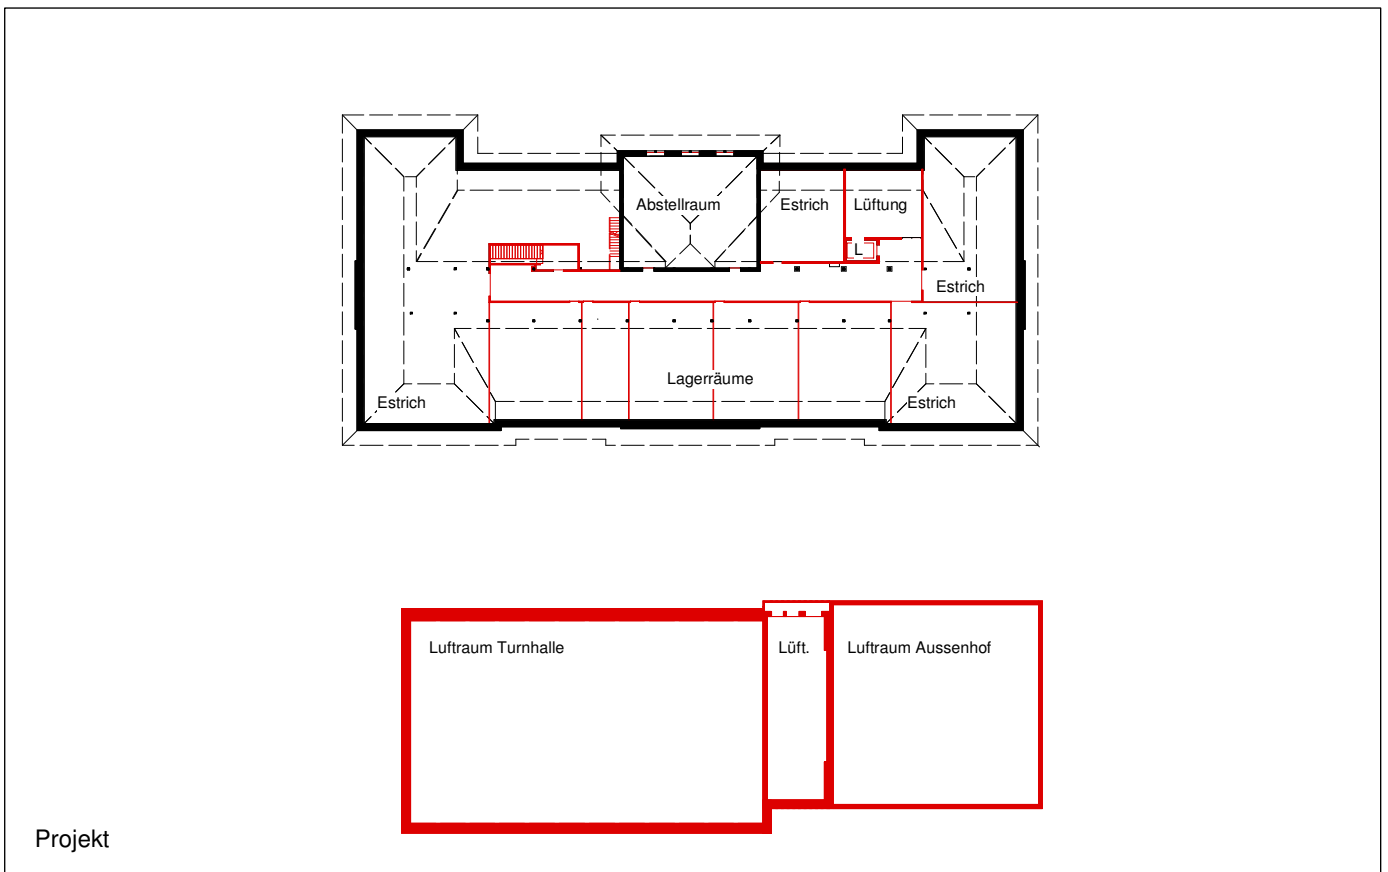 Abstellraum
Estrich
Lüftung
L
Estrich
Lagerräume
Estrich
Estrich
Luftraum Turnhalle
Lüft.
Luftraum Aussenhof
Projekt